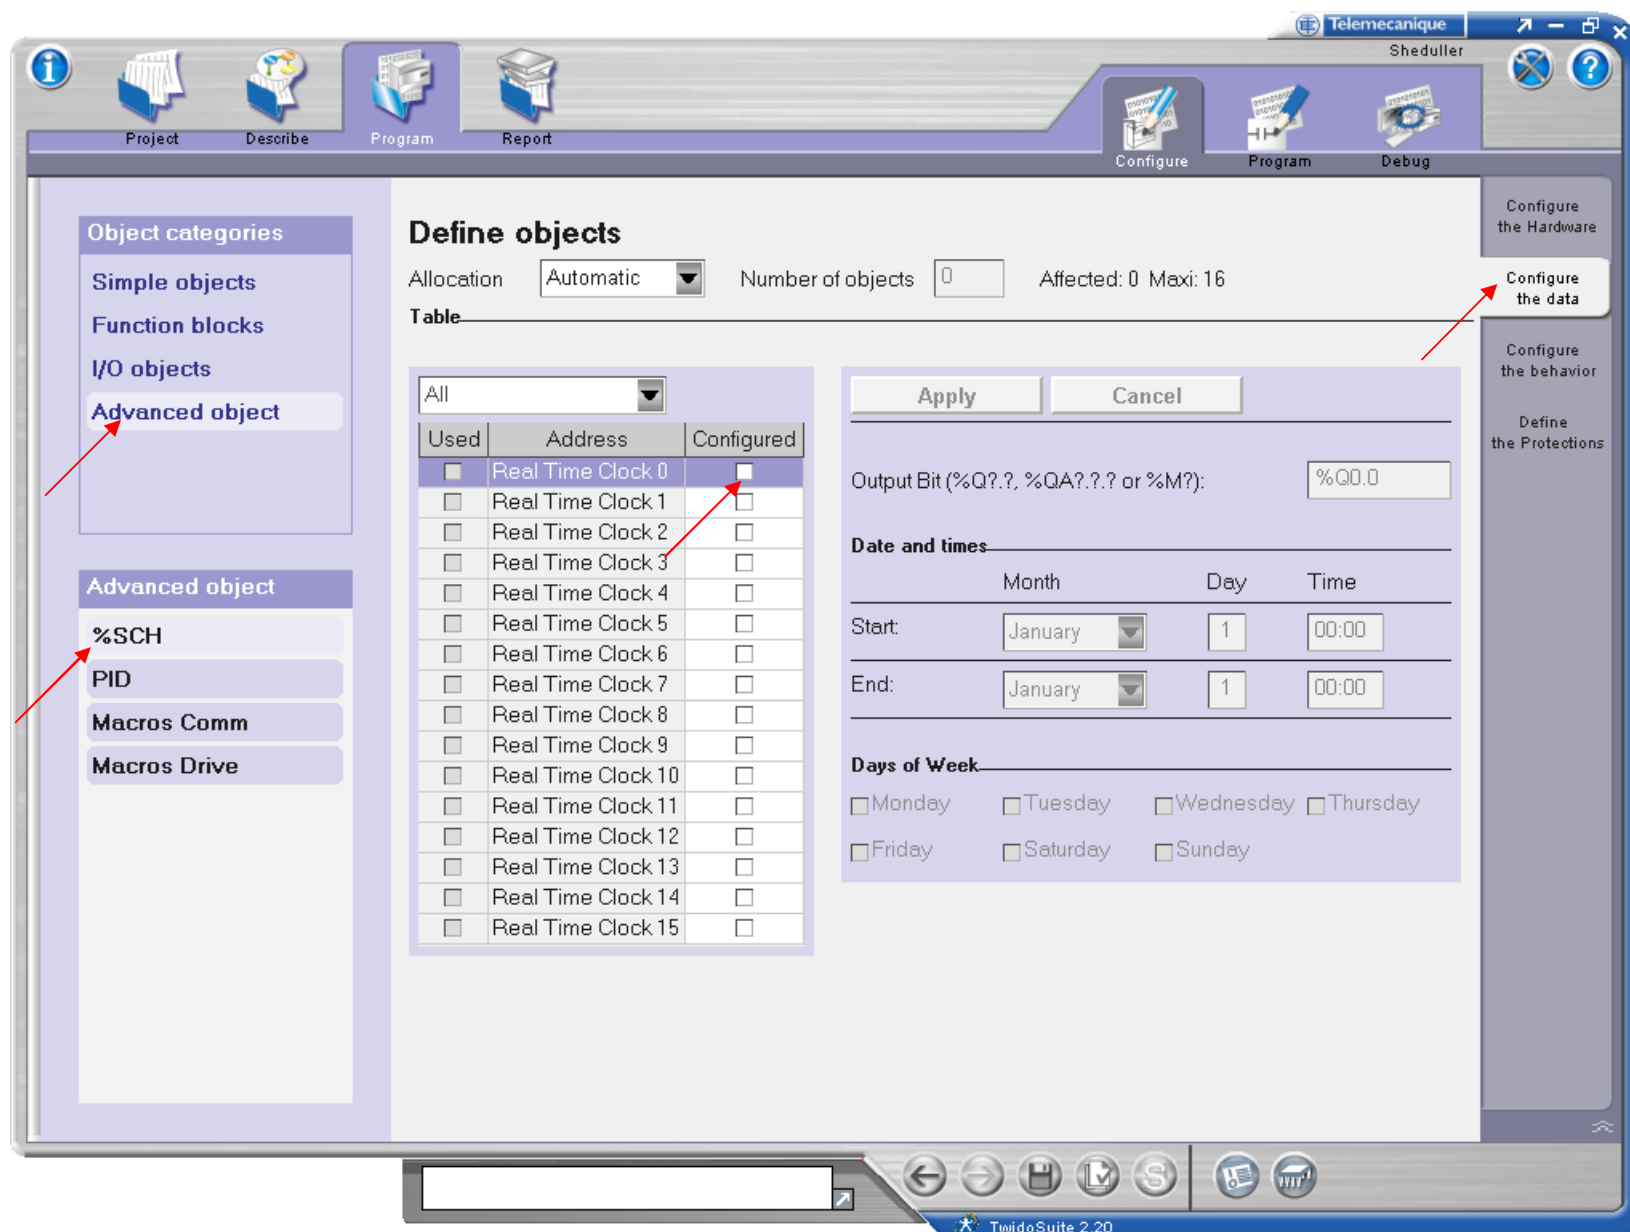 Telemecanique
Sheduller
Project
Describe
Program
Report
Configure
Program
Debug
Object categories
Simple objects
Function blocks
I/O objects
Advanced object
Advanced object
%SCH
PID
Macros Comm
Macros Drive
Define objects
Allocation Automatic Number of objects 0 Affected: 0 Maxi: 16
Table
All
Used Address Configured
Real Time Clock 0
Real Time Clock 1
Real Time Clock 2
Real Time Clock 3
Real Time Clock 4
Real Time Clock 5
Real Time Clock 6
Real Time Clock 7
Real Time Clock 8
Real Time Clock 9
Real Time Clock 10
Real Time Clock 11
Real Time Clock 12
Real Time Clock 13
Real Time Clock 14
Real Time Clock 15
Apply Cancel
Output Bit (%Q?.?, %QA?.?.? or %M?): %Q0.0
Date and times
Month Day Time
Start: January 1 00:00
End: January 1 00:00
Days of Week
Monday Tuesday Wednesday Thursday
Friday Saturday Sunday
Configure
the Hardware
Configure
the data
Configure
the behavior
Define
the Protections
TwidoSuite 2.20